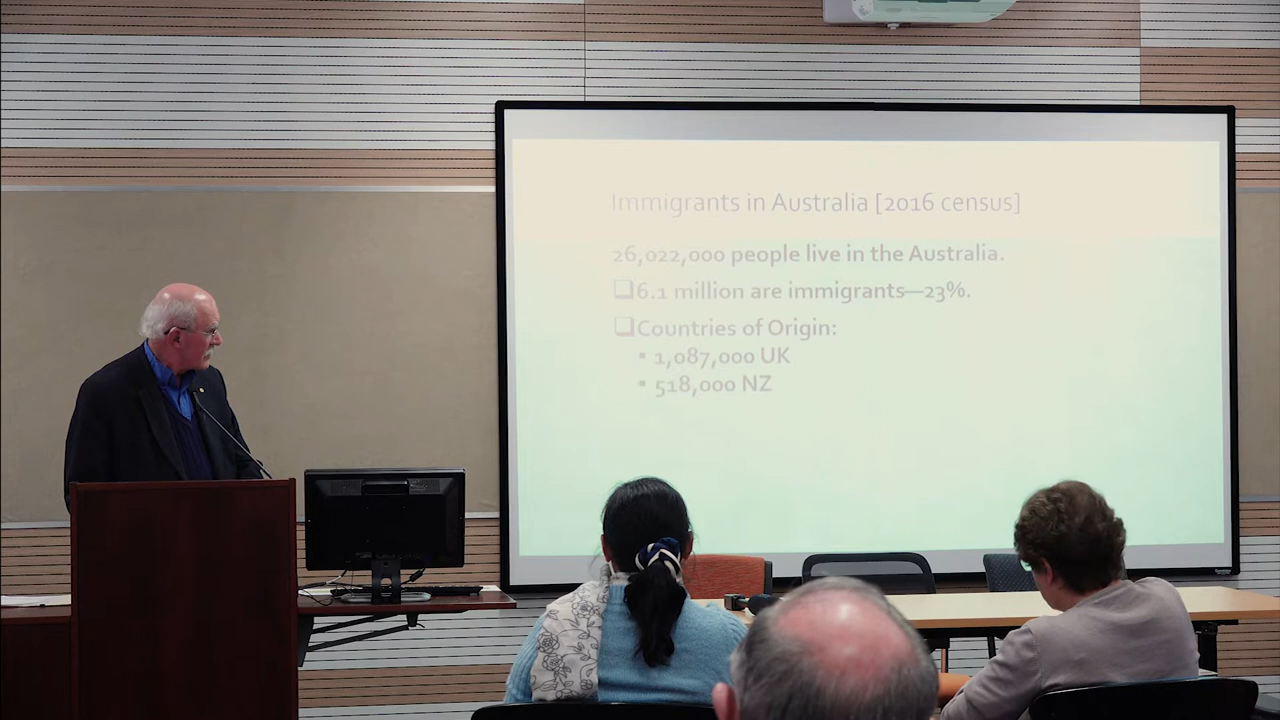 Immigrants in Australia [2016 census]
26,022,000 people live in the Australia.
❑6.1 million are immigrants—23%.
❑Countries of Origin:
▪ 1,087,000 UK
▪ 518,000 NZ